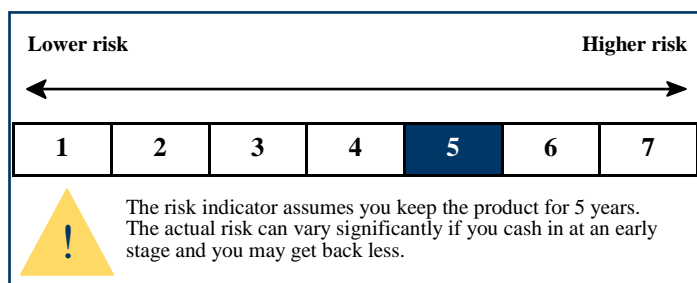 Lower risk Higher risk
1 2 3 4 5 6 7
! The risk indicator assumes you keep the product for 5 years.
The actual risk can vary significantly if you cash in at an early
stage and you may get back less.